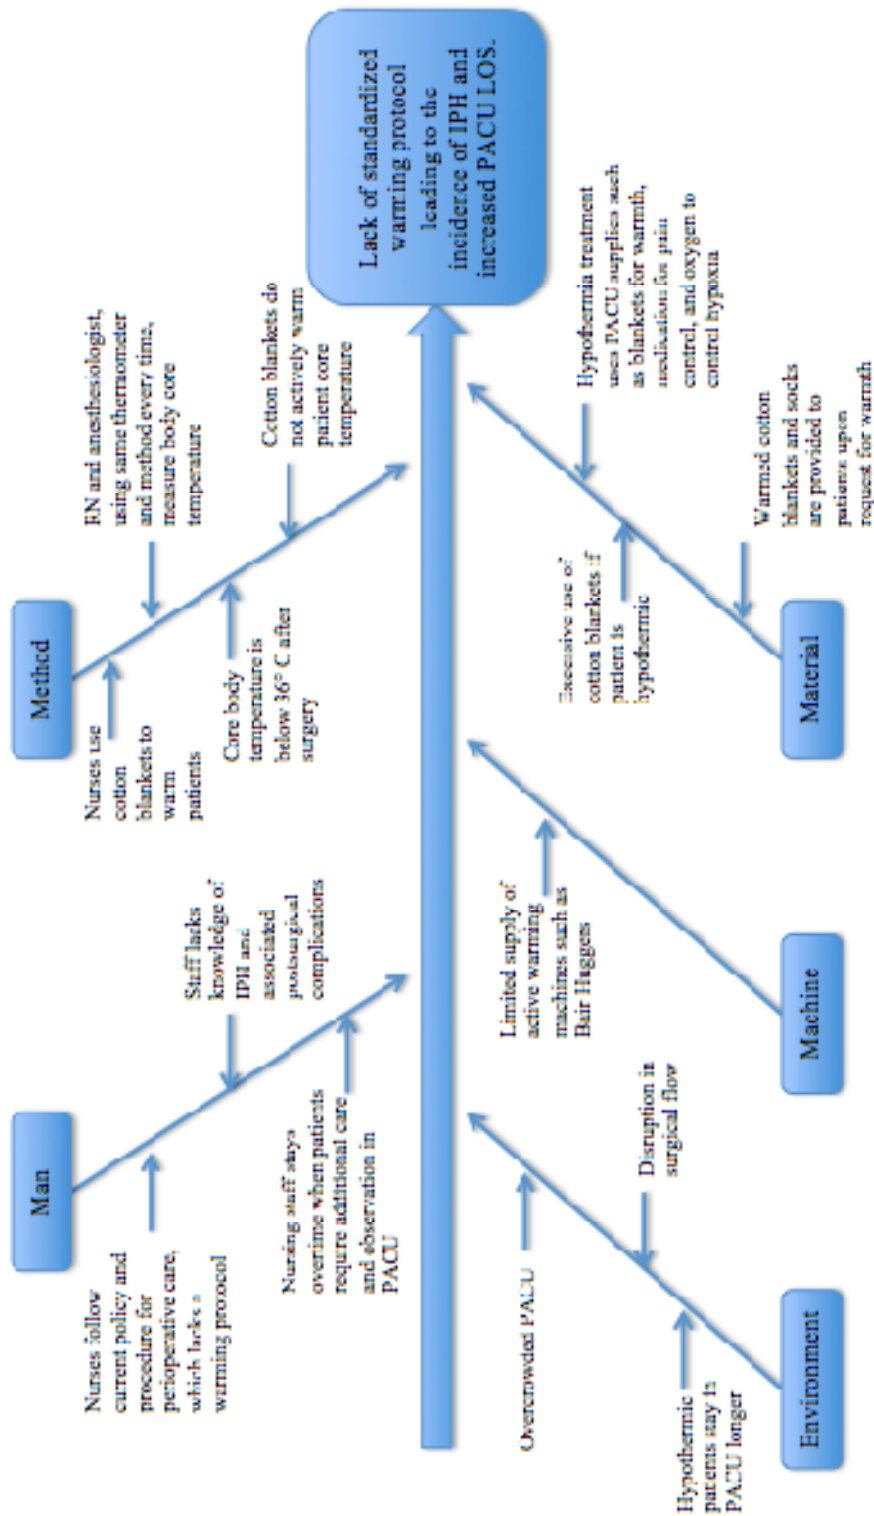 Man
Nurses follow
current policy and
procedure for
perioperative care,
which lacks a
warming protocol
Staff lacks
knowledge of
IPH and
associated
postsurgical
complications
Nursing staff stays
overtime when patients
require additional care
and observation in
PACU
Method
Nurses use
cotton
blankets to
warm
patients
RN and anesthesiologist,
using same thermometer
and method every time,
measure body core
temperature
Core body
temperature is
below 36° C after
surgery
Cotton blankets do
not actively warm
patient core
temperature
Lack of standardized
warming protocol
leading to the
incidence of IPH and
increased PACU LOS.
Overcrowded PACU
Disruption in
surgical flow
Hypothermic
patients stay in
PACU longer
Environment
Limited supply of
active warming
machines such as
Bair Huggers
Machine
Hypothermia treatment
uses PACU supplies such
as blankets for warmth,
medication for pain
control, and oxygen to
control hypoxia
Excessive use of
cotton blankets if
patient is
hypothermic
Warmed cotton
blankets and socks
are provided to
patients upon
request for warmth
Material